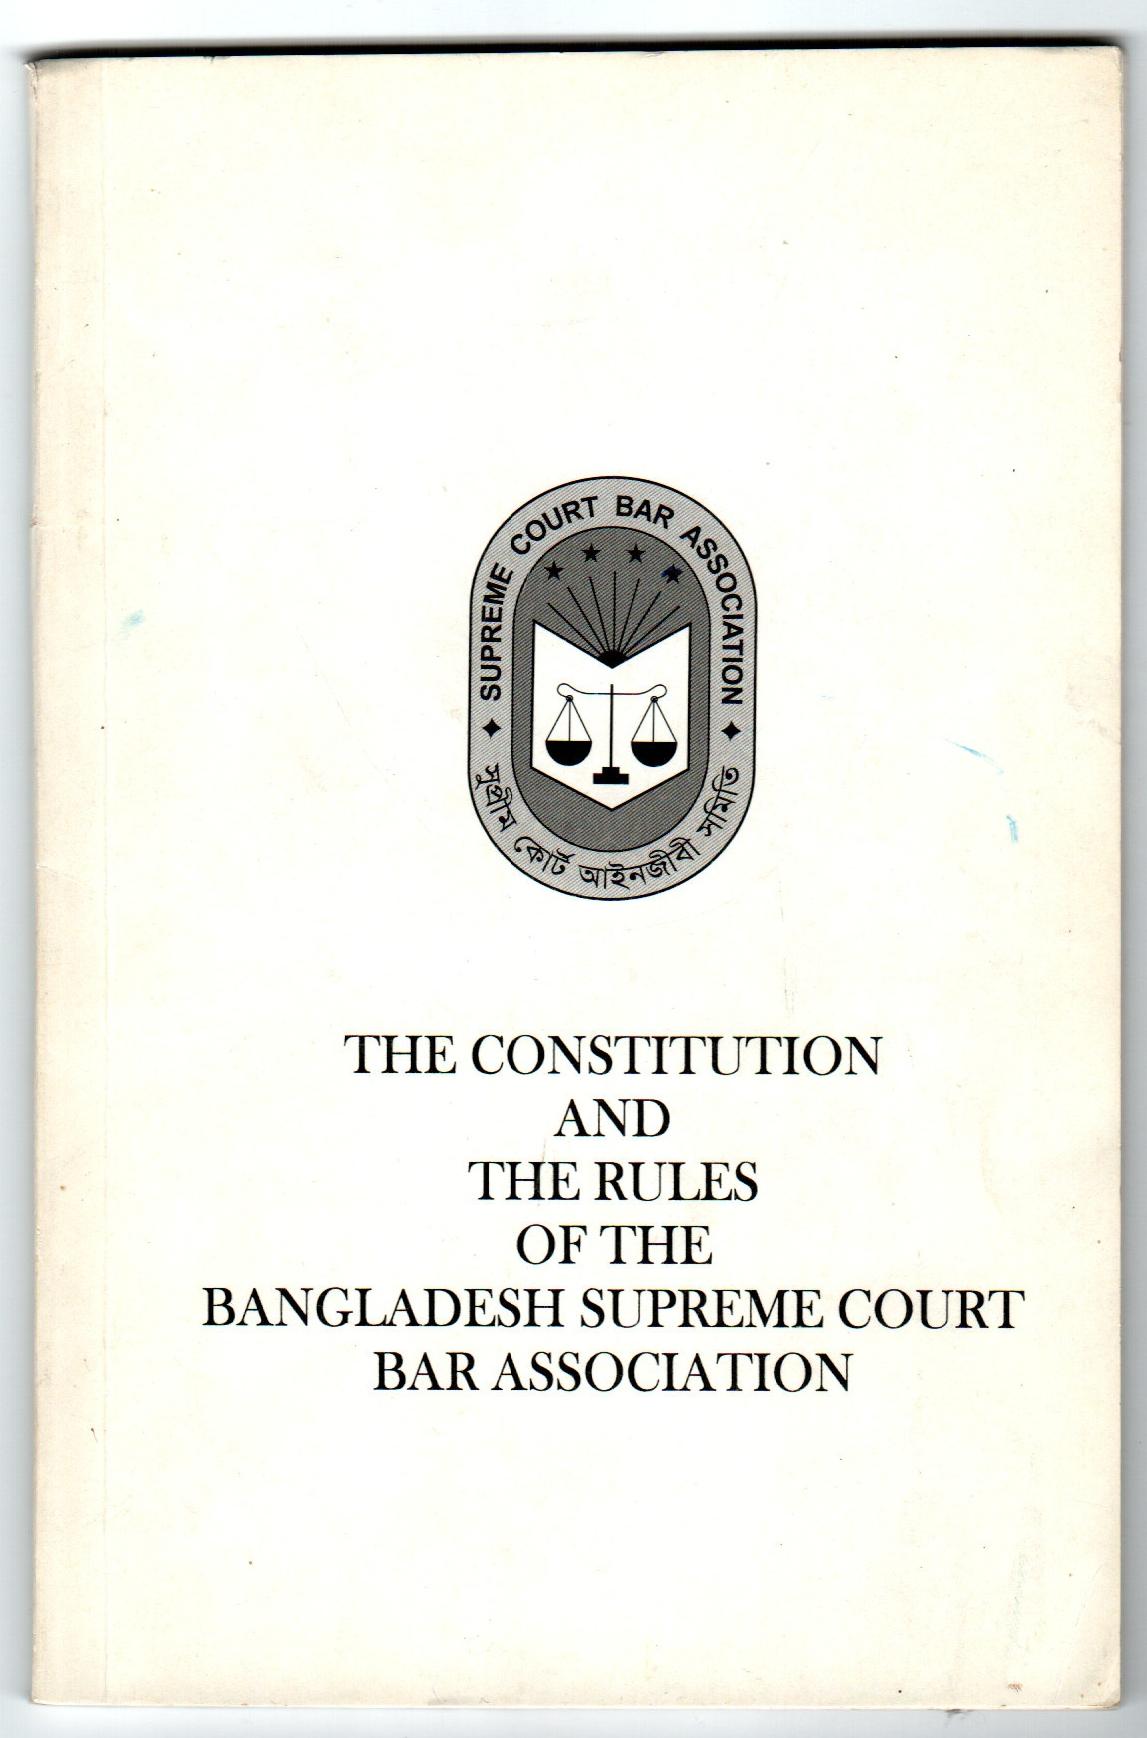 SUPREME COURT BAR ASSOCIATION
সুপ্রীম কোর্ট আইনজীবী সমিতি
THE CONSTITUTION
AND
THE RULES
OF THE
BANGLADESH SUPREME COURT
BAR ASSOCIATION